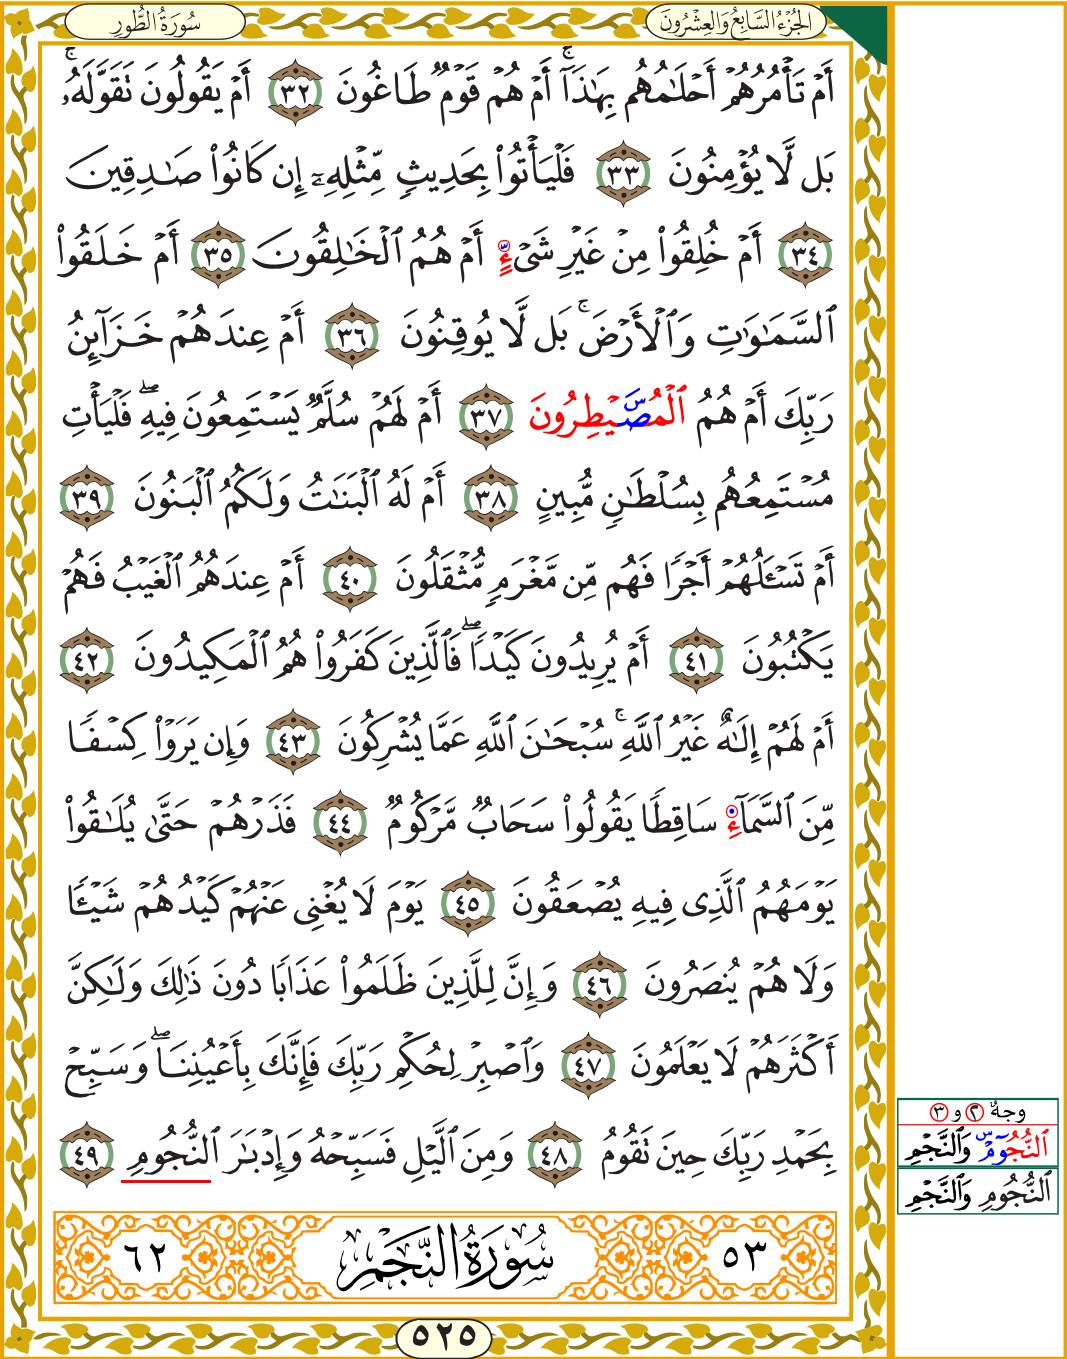 الجُزْءُ السَّابِعُ وَالعِشْرُونَ
سُورَةُ الطُّورِ
أَمۡ تَأۡمُرُهُمۡ أَحۡلَٰمُهُم بِهَٰذَآۚ أَمۡ هُمۡ قَوۡمٞ طَاغُونَ ٣٢ أَمۡ يَقُولُونَ تَقَوَّلَهُۥۚ
بَل لَّا يُؤۡمِنُونَ ٣٣ فَلۡيَأۡتُواْ بِحَدِيثٖ مِّثۡلِهِۦٓ إِن كَانُواْ صَٰدِقِينَ
٣٤ أَمۡ خُلِقُواْ مِنۡ غَيۡرِ شَيۡءٍ أَمۡ هُمُ ٱلۡخَٰلِقُونَ ٣٥ أَمۡ خَلَقُواْ
ٱلسَّمَٰوَٰتِ وَٱلۡأَرۡضَۚ بَل لَّا يُوقِنُونَ ٣٦ أَمۡ عِندَهُمۡ خَزَآئِنُ
رَبِّكَ أَمۡ هُمُ ٱلۡمُصَۜيۡطِرُونَ ٣٧ أَمۡ لَهُمۡ سُلَّمٞ يَسۡتَمِعُونَ فِيهِۖ فَلۡيَأۡتِ
مُسۡتَمِعُهُم بِسُلۡطَٰنٖ مُّبِينٍ ٣٨ أَمۡ لَهُ ٱلۡبَنَٰتُ وَلَكُمُ ٱلۡبَنُونَ ٣٩
أَمۡ تَسۡـَٔلُهُمۡ أَجۡرٗا فَهُم مِّن مَّغۡرَمٖ مُّثۡقَلُونَ ٤٠ أَمۡ عِندَهُمُ ٱلۡغَيۡبُ فَهُمۡ
يَكۡتُبُونَ ٤١ أَمۡ يُرِيدُونَ كَيۡدٗاۖ فَٱلَّذِينَ كَفَرُواْ هُمُ ٱلۡمَكِيدُونَ ٤٢
أَمۡ لَهُمۡ إِلَٰهٌ غَيۡرُ ٱللَّهِۚ سُبۡحَٰنَ ٱللَّهِ عَمَّا يُشۡرِكُونَ ٤٣ وَإِن يَرَوۡاْ كِسۡفٗا
مِّنَ ٱلسَّمَآءِ سَاقِطٗا يَقُولُواْ سَحَابٞ مَّرۡكُومٞ ٤٤ فَذَرۡهُمۡ حَتَّىٰ يُلَٰقُواْ
يَوۡمَهُمُ ٱلَّذِي فِيهِ يُصۡعَقُونَ ٤٥ يَوۡمَ لَا يُغۡنِي عَنۡهُمۡ كَيۡدُهُمۡ شَيۡـٔٗا
وَلَا هُمۡ يُنصَرُونَ ٤٦ وَإِنَّ لِلَّذِينَ ظَلَمُواْ عَذَابٗا دُونَ ذَٰلِكَ وَلَٰكِنَّ
أَكۡثَرَهُمۡ لَا يَعۡلَمُونَ ٤٧ وَٱصۡبِرۡ لِحُكۡمِ رَبِّكَ فَإِنَّكَ بِأَعۡيُنِنَاۖ وَسَبِّحۡ
بِحَمۡدِ رَبِّكَ حِينَ تَقُومُ ٤٨ وَمِنَ ٱلَّيۡلِ فَسَبِّحۡهُ وَإِدۡبَٰرَ ٱلنُّجُومِ ٤٩
وجهٌ ٢ و ٣
ٱلنُّجُوٓمۡۜ وَٱلنَّجۡمِ
ٱلنُّجُومِ وَٱلنَّجۡمِ
٥٣ سُورَةُ النَّجْمِ ٦٢
٥٢٥